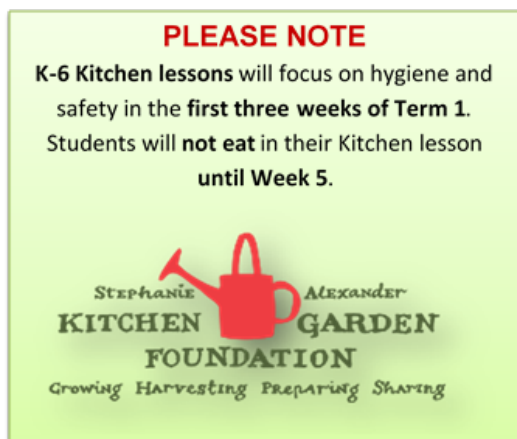 PLEASE NOTE
K-6 Kitchen lessons will focus on hygiene and
safety in the first three weeks of Term 1.
Students will not eat in their Kitchen lesson
until Week 5.
Stephanie Alexander
KITCHEN GARDEN
FOUNDATION
Growing Harvesting Preparing Sharing